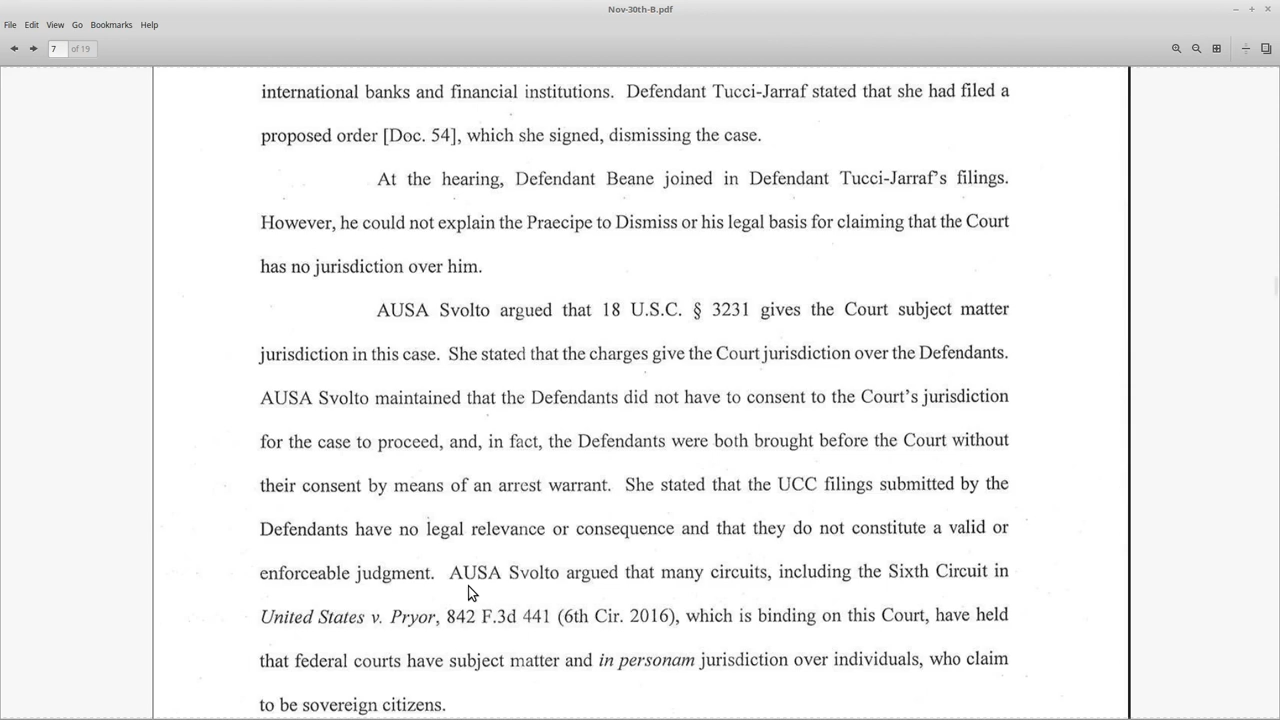 Nov-30th-B.pdf
File Edit View Go Bookmarks Help
7 of 19
international banks and financial institutions. Defendant Tucci-Jarraf stated that she had filed a
proposed order [Doc. 54], which she signed, dismissing the case.
At the hearing, Defendant Beane joined in Defendant Tucci-Jarraf's filings.
However, he could not explain the Praecipe to Dismiss or his legal basis for claiming that the Court
has no jurisdiction over him.
AUSA Svolto argued that 18 U.S.C. § 3231 gives the Court subject matter
jurisdiction in this case. She stated that the charges give the Court jurisdiction over the Defendants.
AUSA Svolto maintained that the Defendants did not have to consent to the Court's jurisdiction
for the case to proceed, and, in fact, the Defendants were both brought before the Court without
their consent by means of an arrest warrant. She stated that the UCC filings submitted by the
Defendants have no legal relevance or consequence and that they do not constitute a valid or
enforceable judgment. AUSA Svolto argued that many circuits, including the Sixth Circuit in
United States v. Pryor, 842 F.3d 441 (6th Cir. 2016), which is binding on this Court, have held
that federal courts have subject matter and in personam jurisdiction over individuals, who claim
to be sovereign citizens.